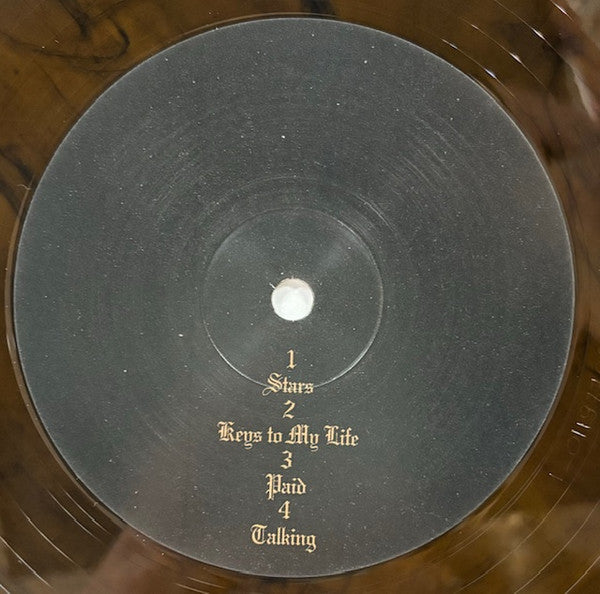 1
Stars
2
Keys to My Life
3
Paid
4
Talking